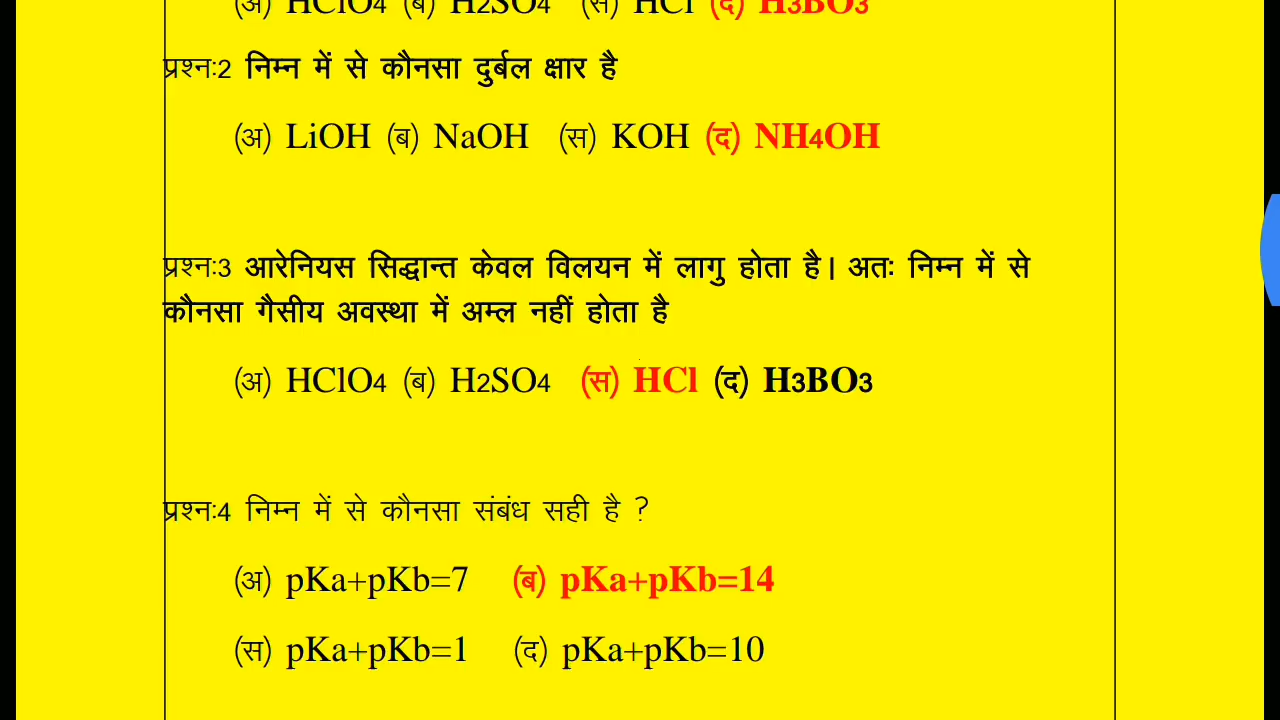 (अ) HClO4 (ब) H2SO4 (स) HCl (द) H3BO3
प्रश्न:2 निम्न में से कौनसा दुर्बल क्षार है
(अ) LiOH (ब) NaOH (स) KOH (द) NH4OH
प्रश्न:3 आरेनियस सिद्धान्त केवल विलयन में लागु होता है। अतः निम्न में से
कौनसा गैसीय अवस्था में अम्ल नहीं होता है
(अ) HClO4 (ब) H2SO4 (स) HCl (द) H3BO3
प्रश्न:4 निम्न में से कौनसा संबंध सही है ?
(अ) pKa+pKb=7 (ब) pKa+pKb=14
(स) pKa+pKb=1 (द) pKa+pKb=10